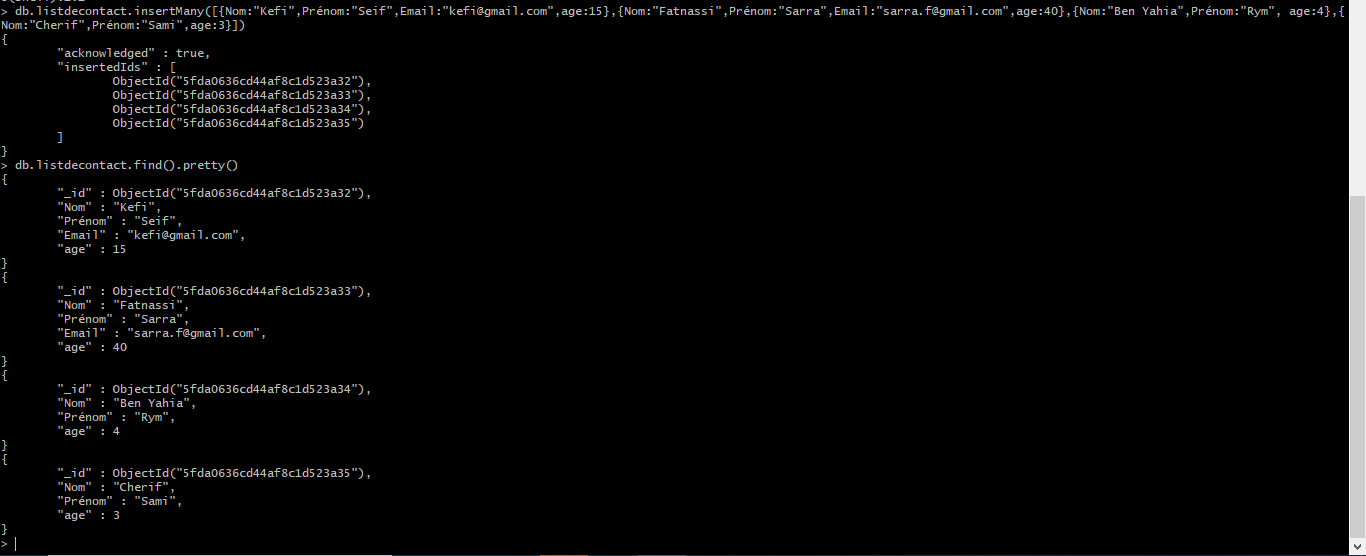 > db.listdecontact.insertMany([{Nom:"Kefi",Prénom:"Seif",Email:"kefi@gmail.com",age:15},{Nom:"Fatnassi",Prénom:"Sarra",Email:"sarra.f@gmail.com",age:40},{Nom:"Ben Yahia",Prénom:"Rym", age:4},{
Nom:"Cherif",Prénom:"Sami",age:3}])
{
"acknowledged" : true,
"insertedIds" : [
ObjectId("5fda0636cd44af8c1d523a32"),
ObjectId("5fda0636cd44af8c1d523a33"),
ObjectId("5fda0636cd44af8c1d523a34"),
ObjectId("5fda0636cd44af8c1d523a35")
]
}
> db.listdecontact.find().pretty()
{
"_id" : ObjectId("5fda0636cd44af8c1d523a32"),
"Nom" : "Kefi",
"Prénom" : "Seif",
"Email" : "kefi@gmail.com",
"age" : 15
}
{
"_id" : ObjectId("5fda0636cd44af8c1d523a33"),
"Nom" : "Fatnassi",
"Prénom" : "Sarra",
"Email" : "sarra.f@gmail.com",
"age" : 40
}
{
"_id" : ObjectId("5fda0636cd44af8c1d523a34"),
"Nom" : "Ben Yahia",
"Prénom" : "Rym",
"age" : 4
}
{
"_id" : ObjectId("5fda0636cd44af8c1d523a35"),
"Nom" : "Cherif",
"Prénom" : "Sami",
"age" : 3
}
>